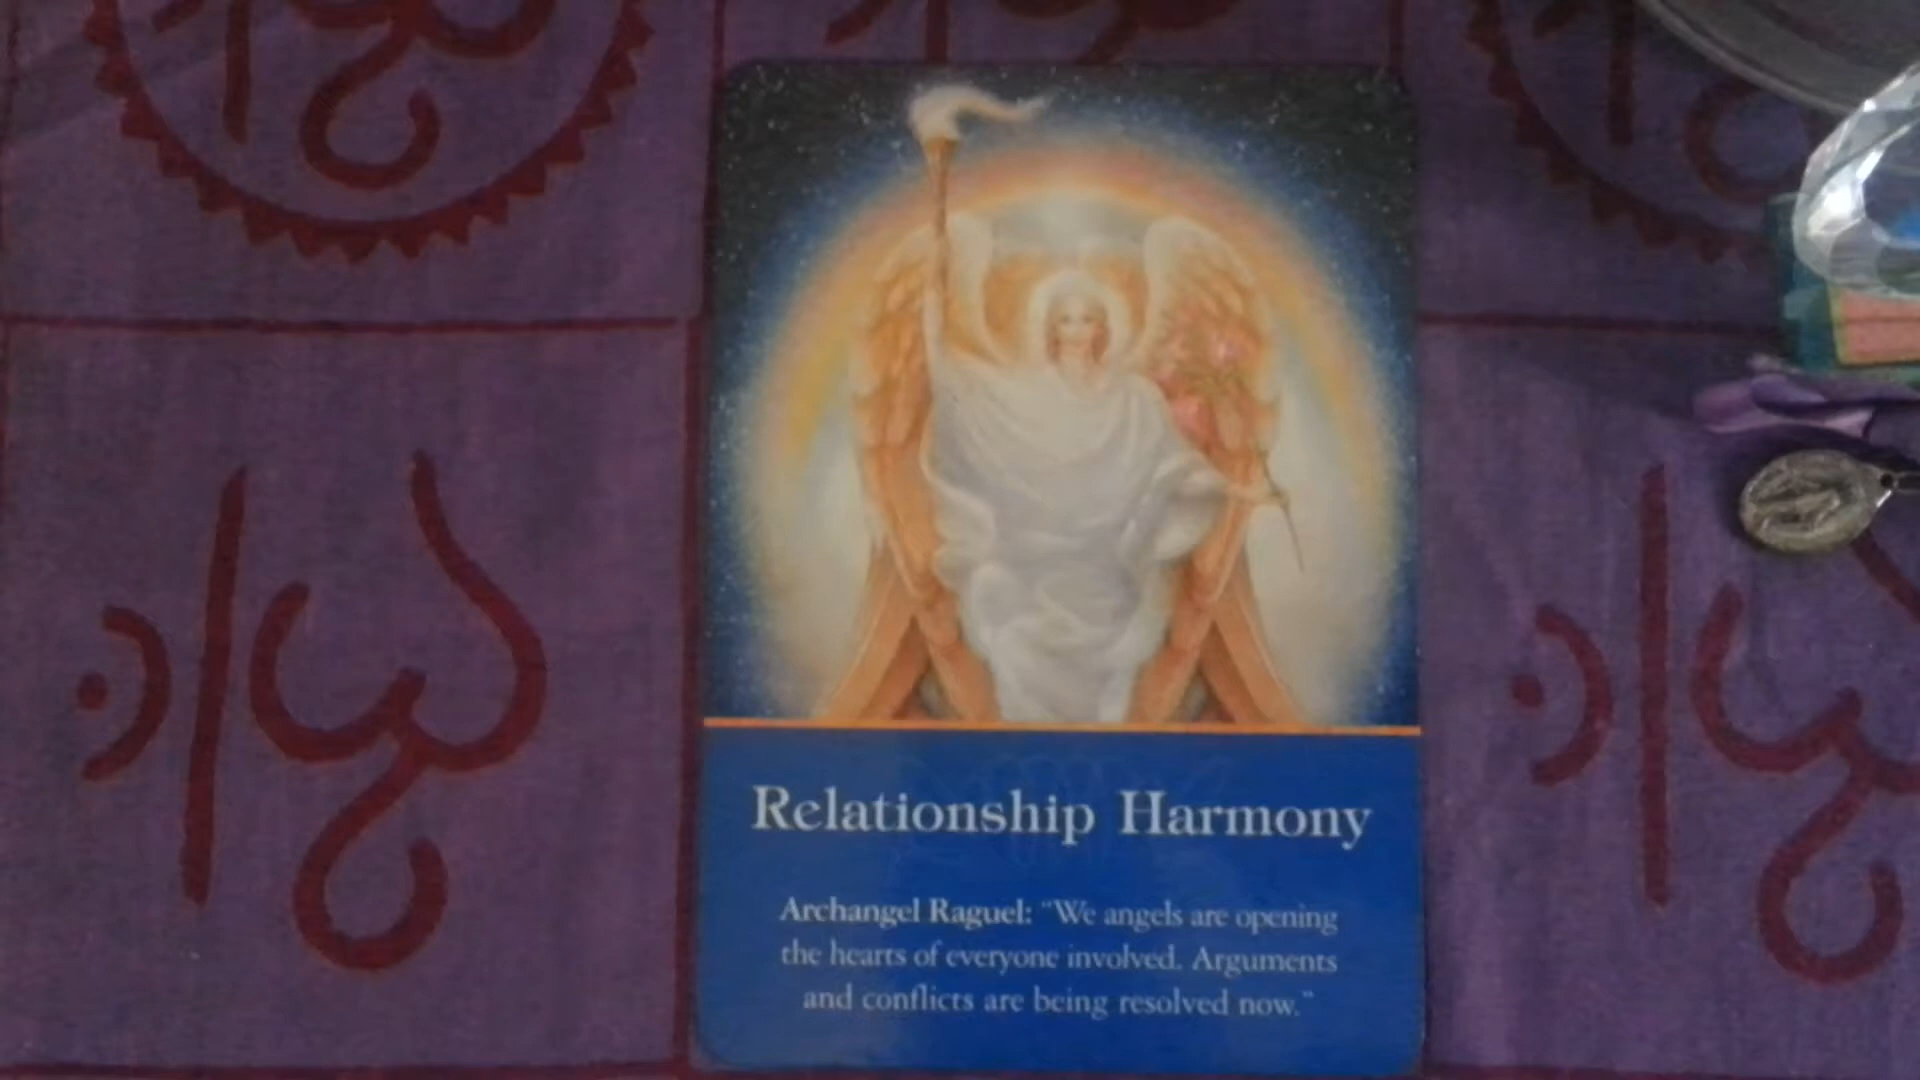 Relationship Harmony
Archangel Raguel: "We angels are opening
the hearts of everyone involved. Arguments
and conflicts are being resolved now."